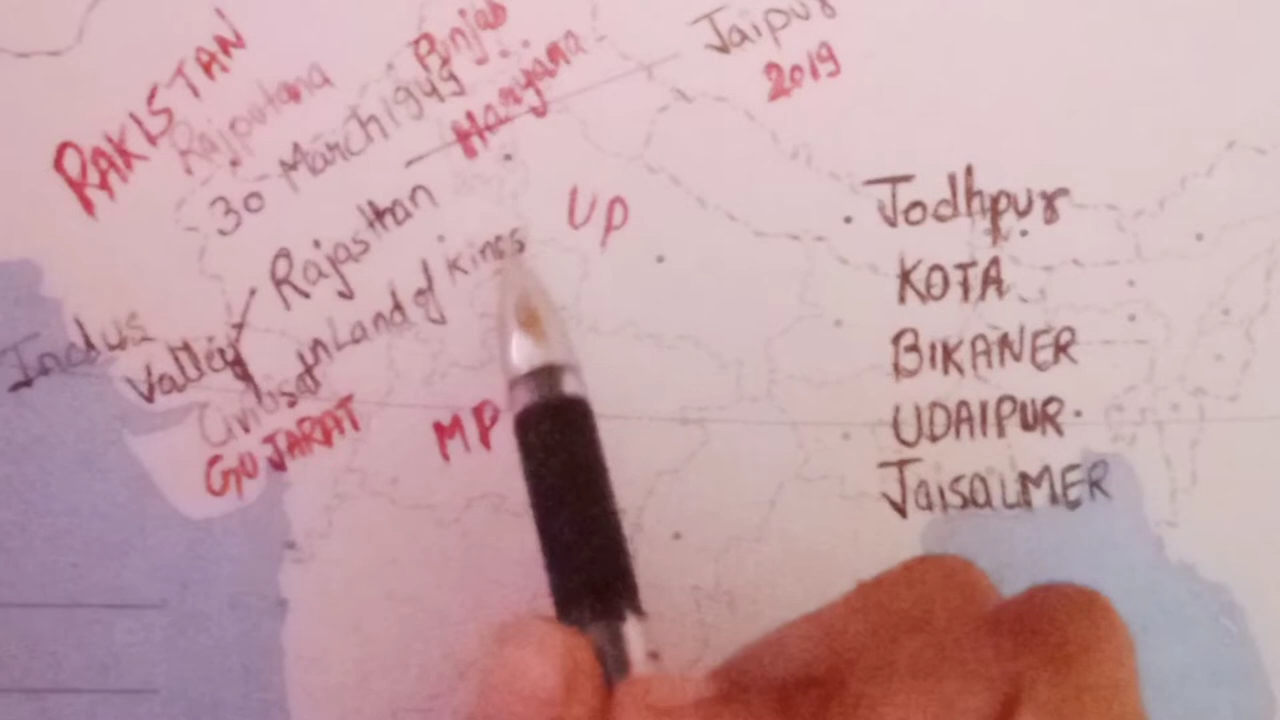 Jaipur
2019
Punjab
Haryana
PAKISTAN
Rajputana
30 March 1949
Rajasthan
Land of Kings
UP
Indus
Valley
GUJARAT
MP
Jodhpur
KOTA
BIKANER
UDAIPUR
JaisaLMER